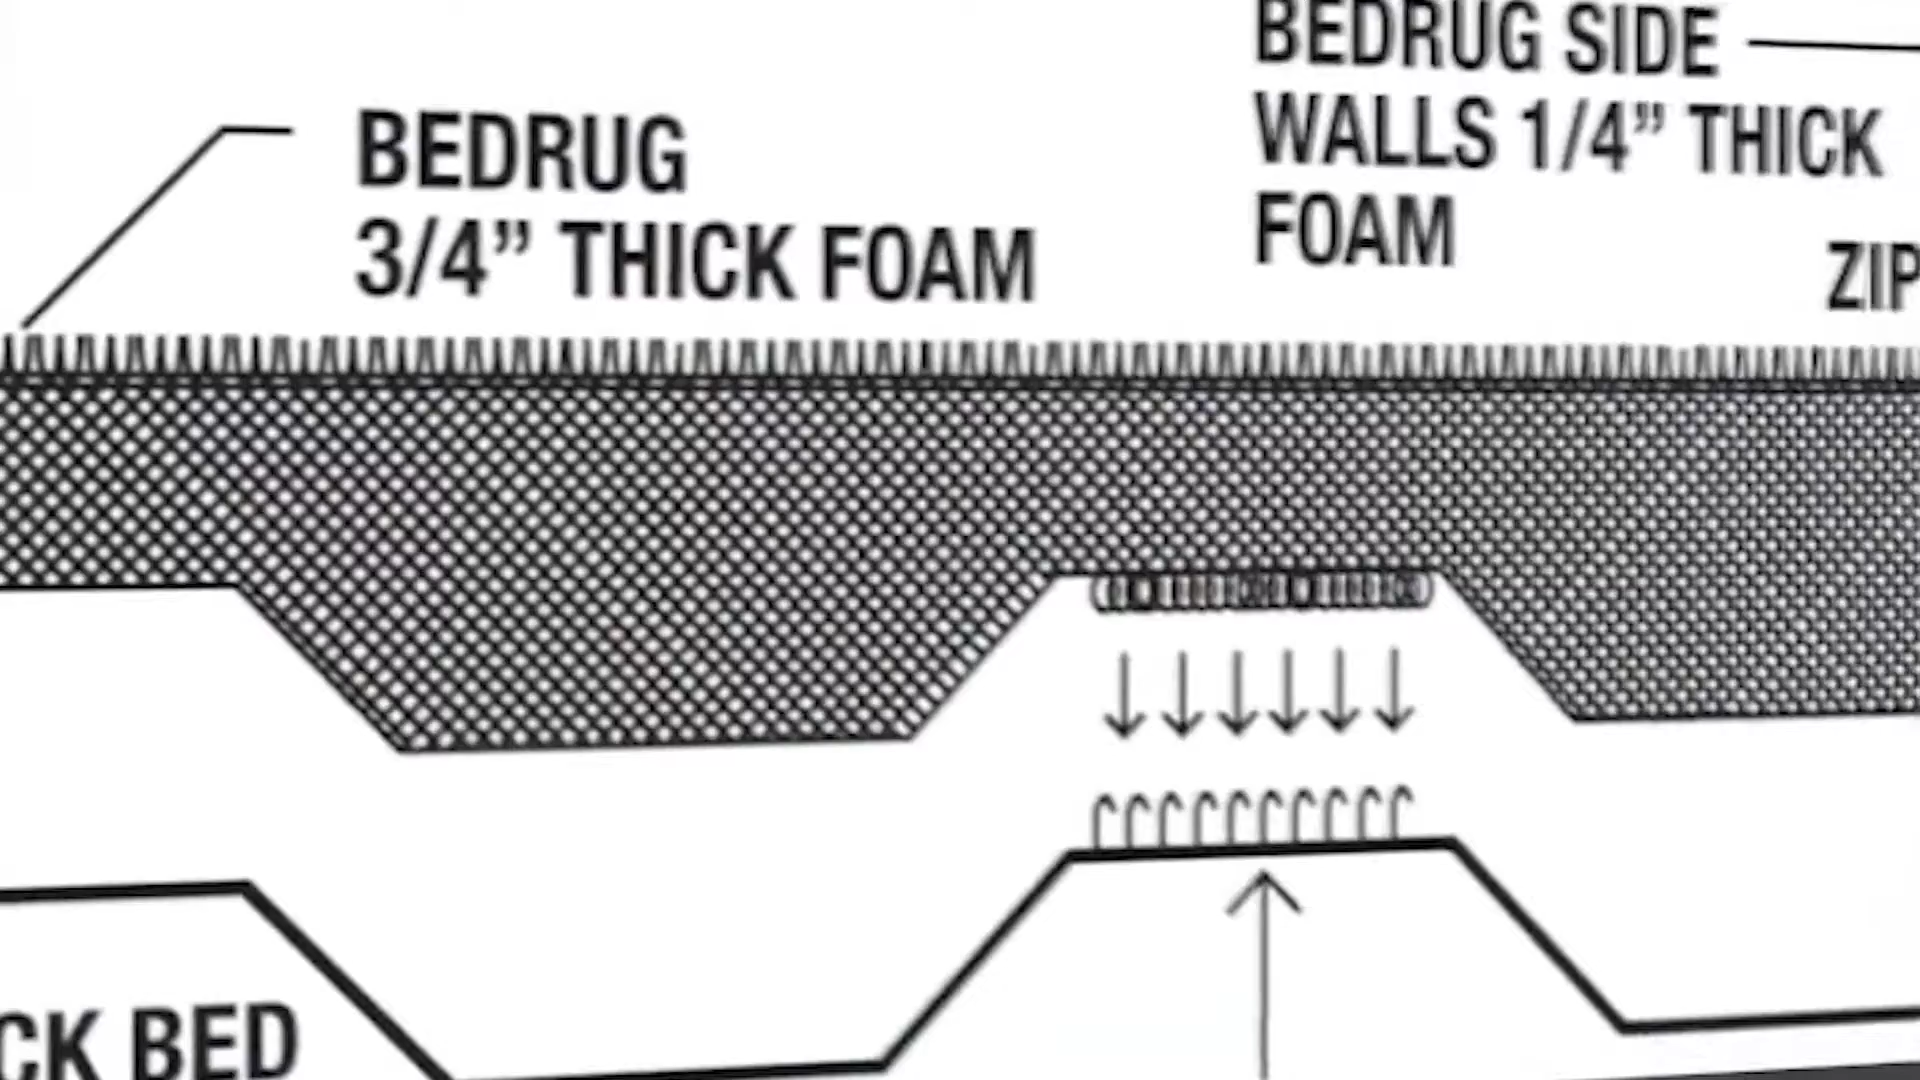 BEDRUG
3/4” THICK FOAM
BEDRUG SIDE
WALLS 1/4” THICK
FOAM
ZIP
CK BED